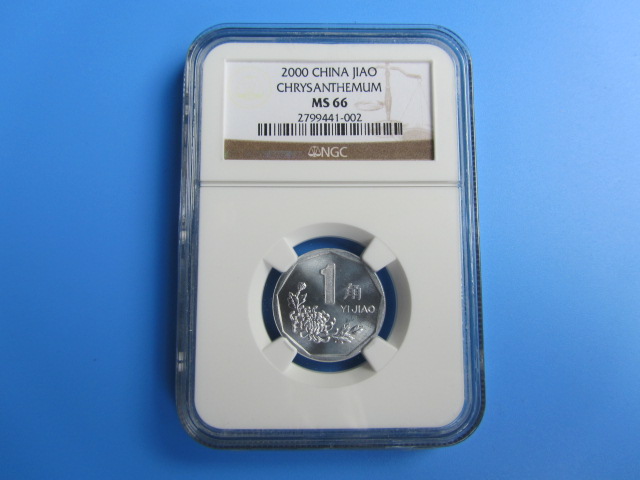 2000 CHINA JIAO
CHRYSANTHEMUM
MS 66
2799441-002
NGC
1角
YI JIAO